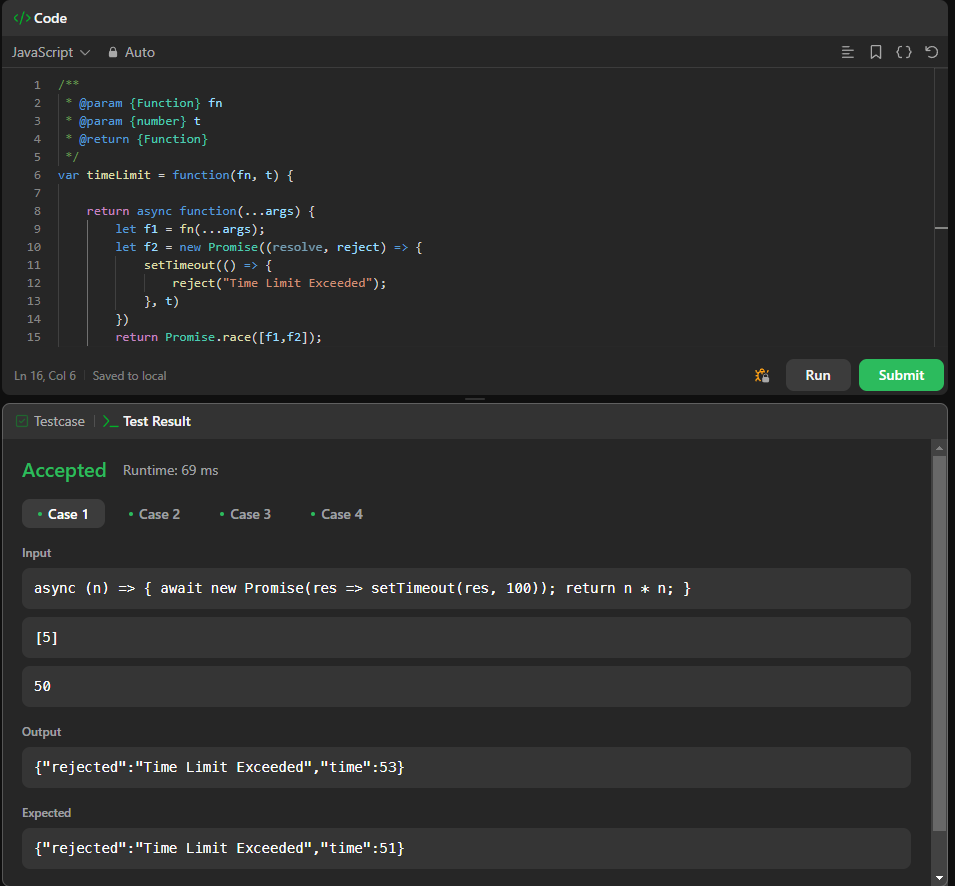 </> Code
JavaScript Auto
1 /**
2  * @param {Function} fn
3  * @param {number} t
4  * @return {Function}
5  */
6 var timeLimit = function(fn, t) {
7
8     return async function(...args) {
9         let f1 = fn(...args);
10         let f2 = new Promise((resolve, reject) => {
11             setTimeout(() => {
12                 reject("Time Limit Exceeded");
13             }, t)
14         })
15         return Promise.race([f1,f2]);
Ln 16, Col 6 Saved to local Run Submit
Testcase >_ Test Result
Accepted Runtime: 69 ms
• Case 1 • Case 2 • Case 3 • Case 4
Input
async (n) => { await new Promise(res => setTimeout(res, 100)); return n * n; }
[5]
50
Output
{"rejected":"Time Limit Exceeded","time":53}
Expected
{"rejected":"Time Limit Exceeded","time":51}